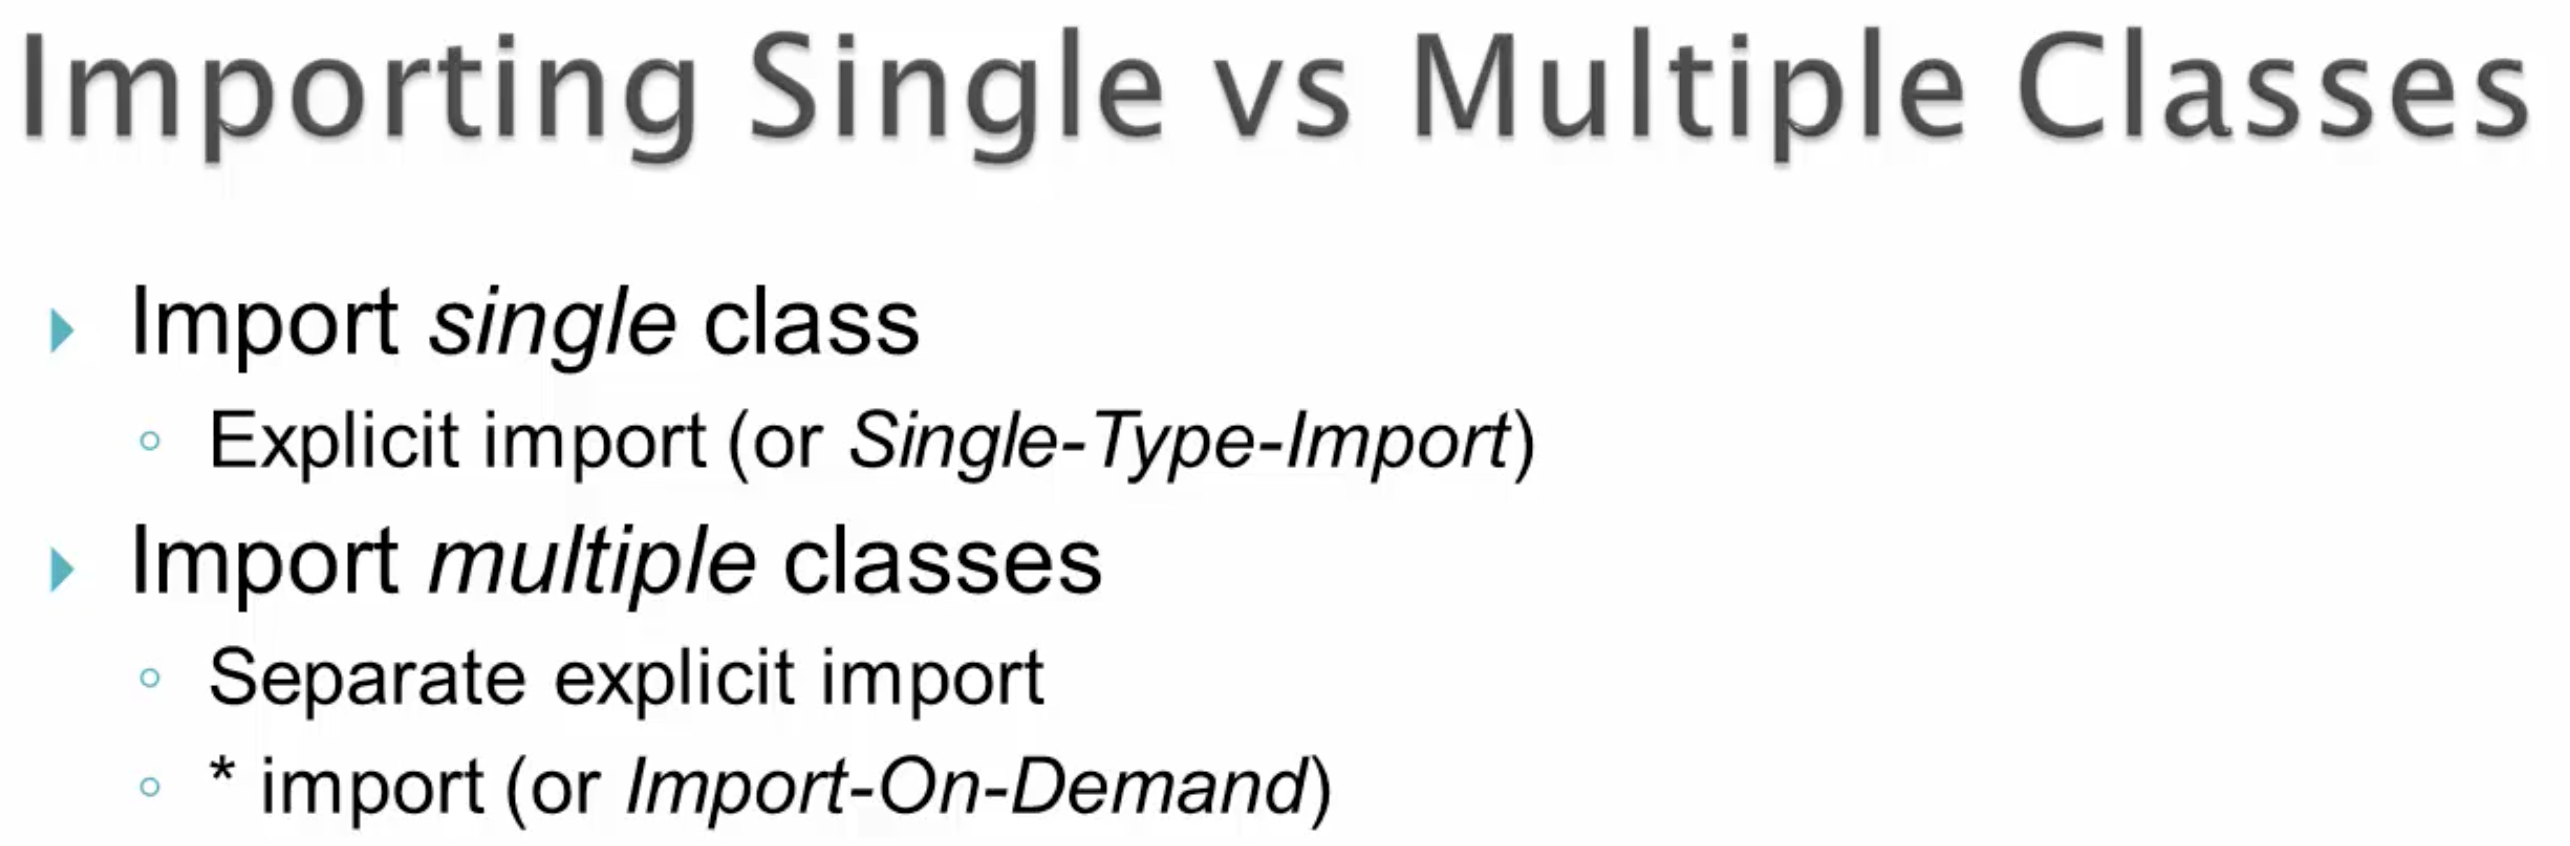 Importing Single vs Multiple Classes
Import single class
Explicit import (or Single-Type-Import)
Import multiple classes
Separate explicit import
* import (or Import-On-Demand)